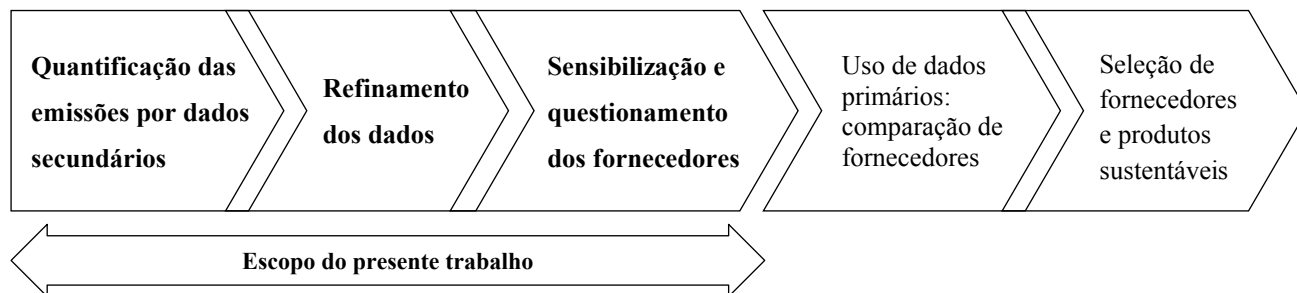 Quantificação das
emissões por dados
secundários
Refinamento
dos dados
Sensibilização e
questionamento
dos fornecedores
Uso de dados
primários:
comparação de
fornecedores
Seleção de
fornecedores
e produtos
sustentáveis
Escopo do presente trabalho